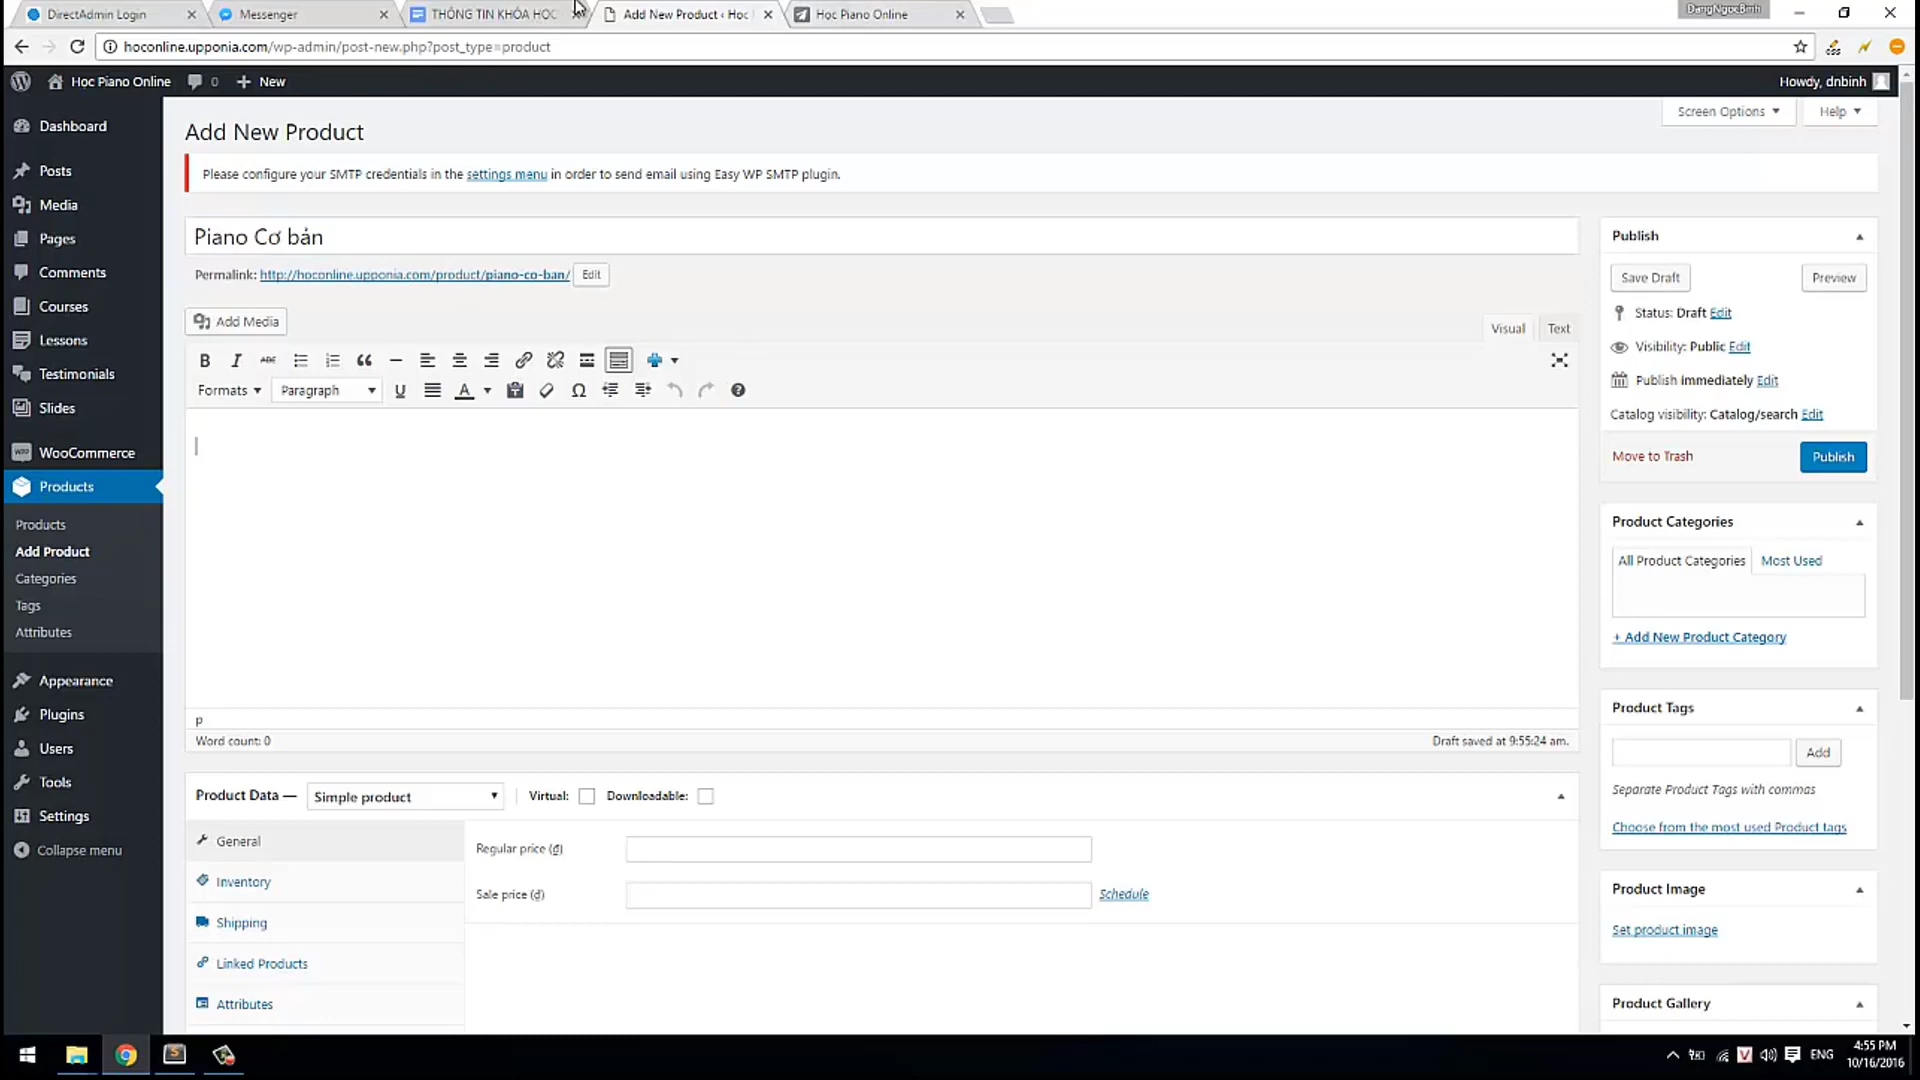 DirectAdmin Login
Messenger
THÔNG TIN KHÓA HỌC
Add New Product ‹ Học
Học Piano Online
DangNgocBinh
hoconline.upponia.com/wp-admin/post-new.php?post_type=product
Học Piano Online
0
New
Howdy, dnbinh
Screen Options
Help
Add New Product
Please configure your SMTP credentials in the settings menu in order to send email using Easy WP SMTP plugin.
Dashboard
Posts
Media
Pages
Comments
Courses
Lessons
Testimonials
Slides
WooCommerce
Products
Products
Add Product
Categories
Tags
Attributes
Appearance
Plugins
Users
Tools
Settings
Collapse menu
Piano Cơ bản
Permalink: http://hoconline.upponia.com/product/piano-co-ban/ Edit
Add Media
Visual Text
B I ABC
Formats Paragraph U A Ω
p
Word count: 0
Draft saved at 9:55:24 am.
Product Data — Simple product Virtual: Downloadable:
General
Inventory
Shipping
Linked Products
Attributes
Regular price (₫)
Sale price (₫)
Schedule
Publish
Save Draft
Preview
Status: Draft Edit
Visibility: Public Edit
Publish immediately Edit
Catalog visibility: Catalog/search Edit
Move to Trash
Publish
Product Categories
All Product Categories
Most Used
+ Add New Product Category
Product Tags
Add
Separate Product Tags with commas
Choose from the most used Product tags
Product Image
Set product image
Product Gallery
ENG
4:55 PM
10/16/2016